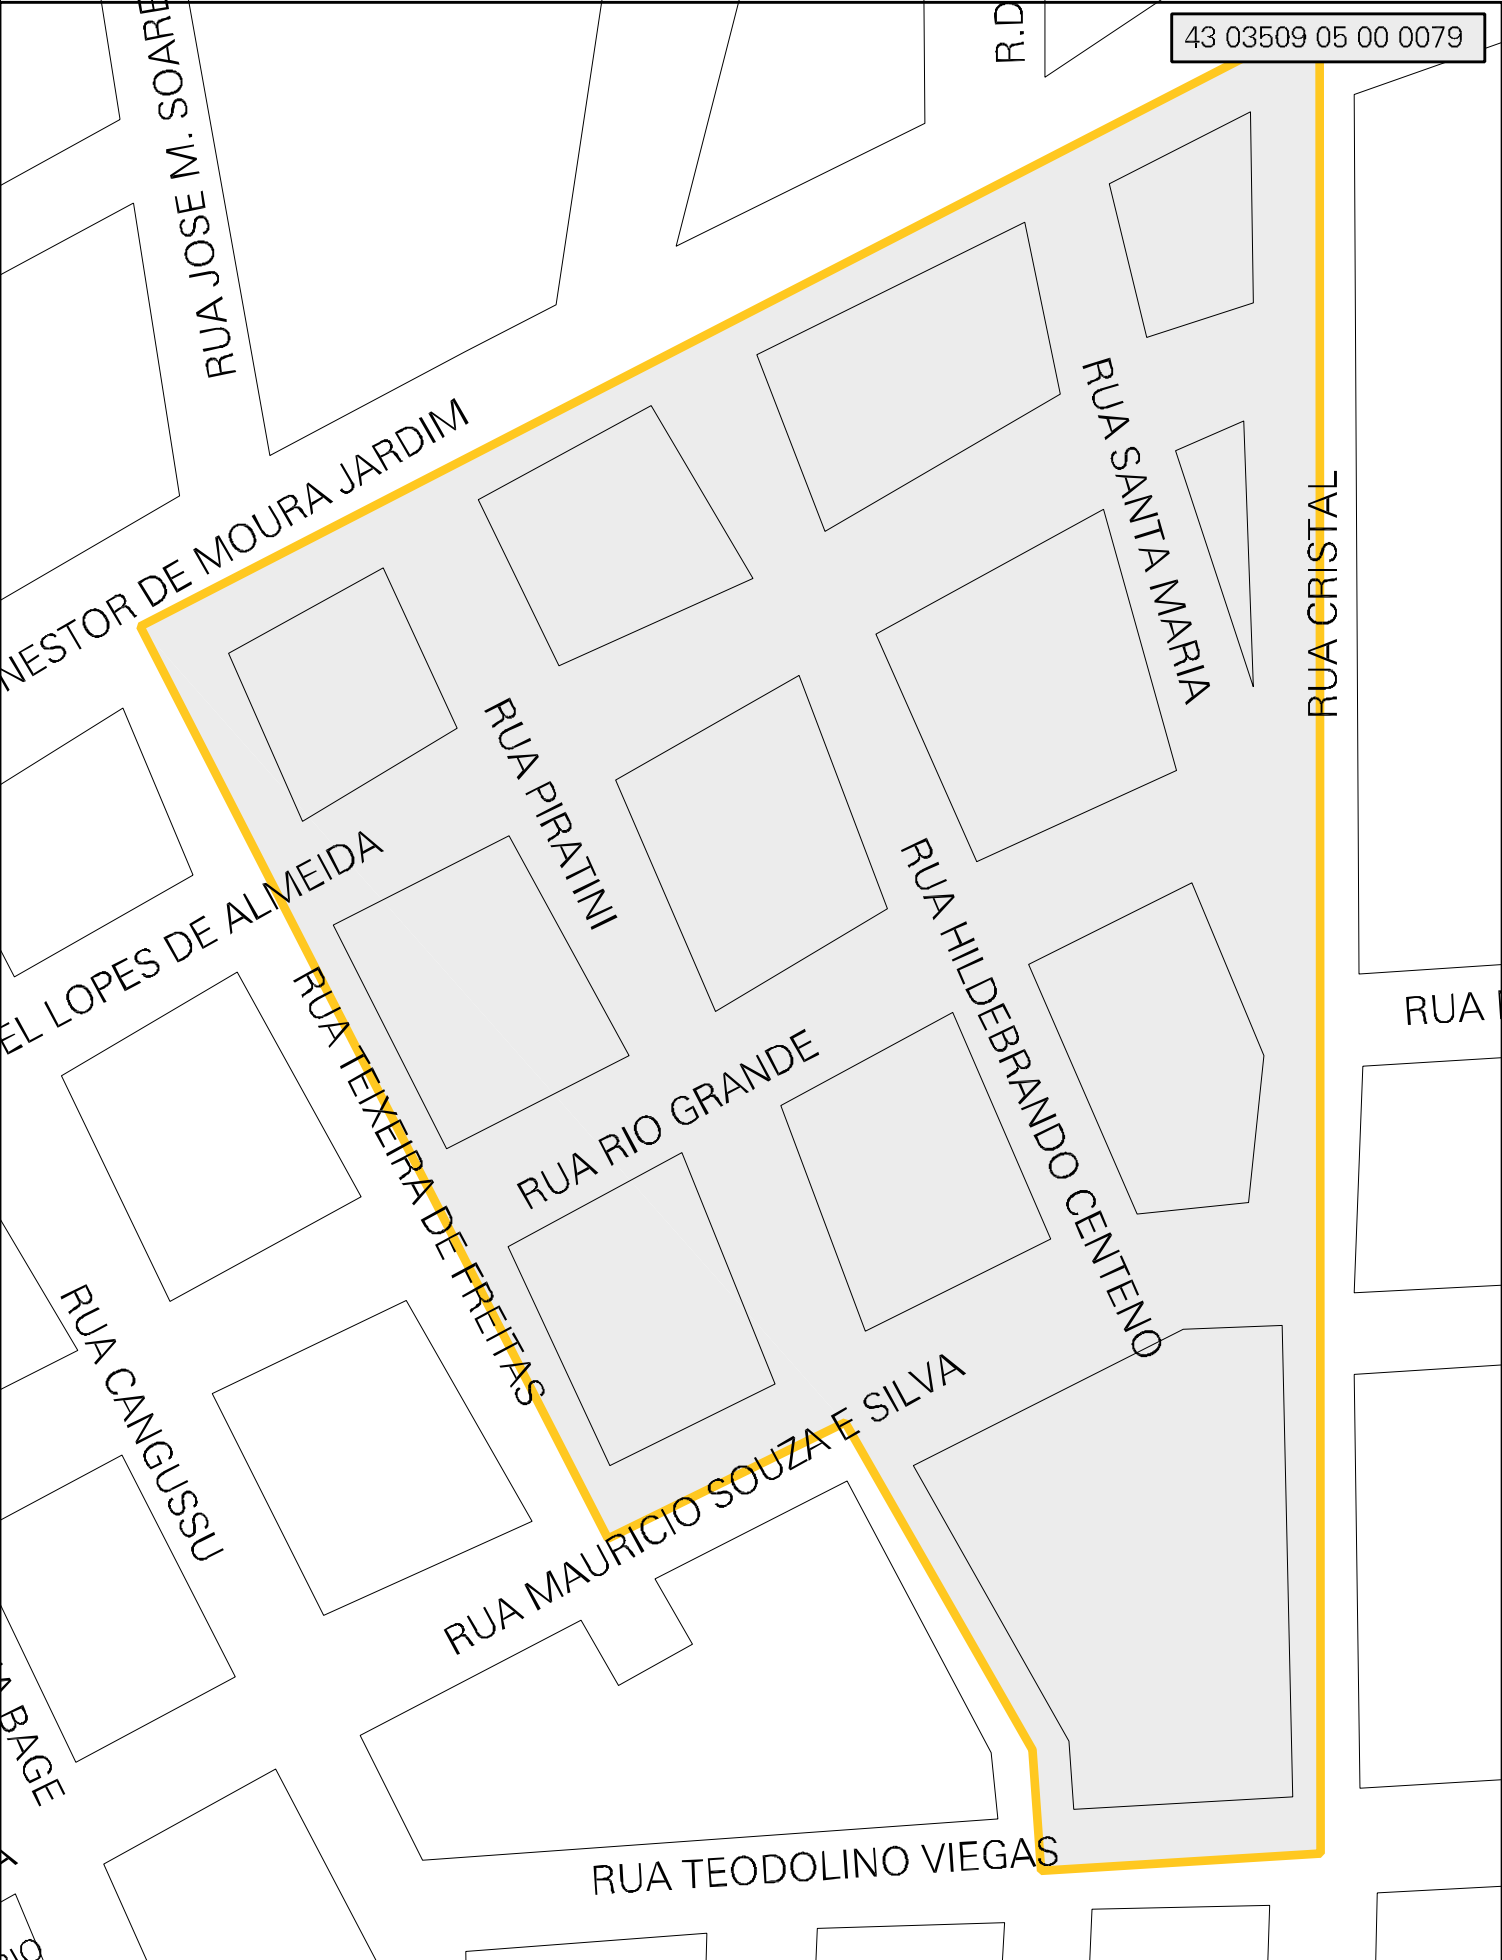 43 03509 05 00 0079
R.D
RUA JOSE M. SOARE
NESTOR DE MOURA JARDIM
RUA SANTA MARIA
RUA CRISTAL
RUA PIRATINI
EL LOPES DE ALMEIDA
RUA HILDEBRANDO CENTENO
RUA TEIXEIRA DE FREITAS
RUA
RUA RIO GRANDE
RUA CANGUSSU
RUA MAURICIO SOUZA E SILVA
A BAGE
RUA TEODOLINO VIEGAS
A
RIO